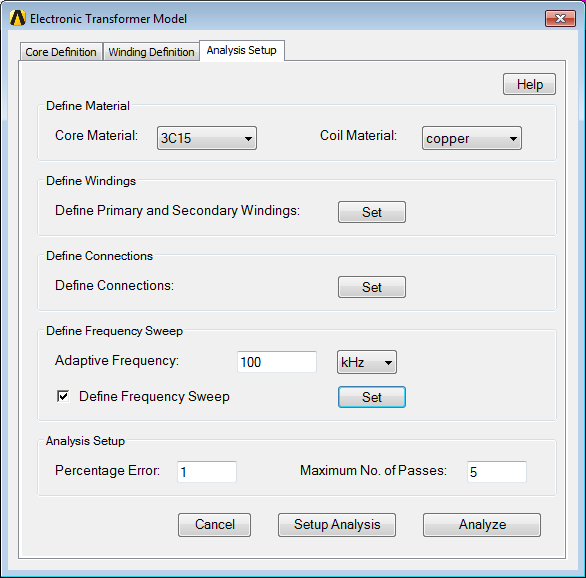 Electronic Transformer Model
Core Definition Winding Definition Analysis Setup
Help
Define Material
Core Material: 3C15 Coil Material: copper
Define Windings
Define Primary and Secondary Windings: Set
Define Connections
Define Connections: Set
Define Frequency Sweep
Adaptive Frequency: 100 kHz
Define Frequency Sweep Set
Analysis Setup
Percentage Error: 1 Maximum No. of Passes: 5
Cancel Setup Analysis Analyze